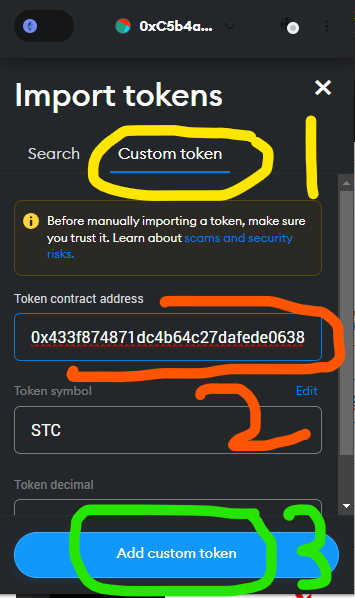 0xC5b4a...
Import tokens
1
Search
Custom token
Before manually importing a token, make sure
you trust it. Learn about scams and security
risks.
Token contract address
0x433f874871dc4b64c27dafede0638
Token symbol
Edit
STC
2
Token decimal
Add custom token
3